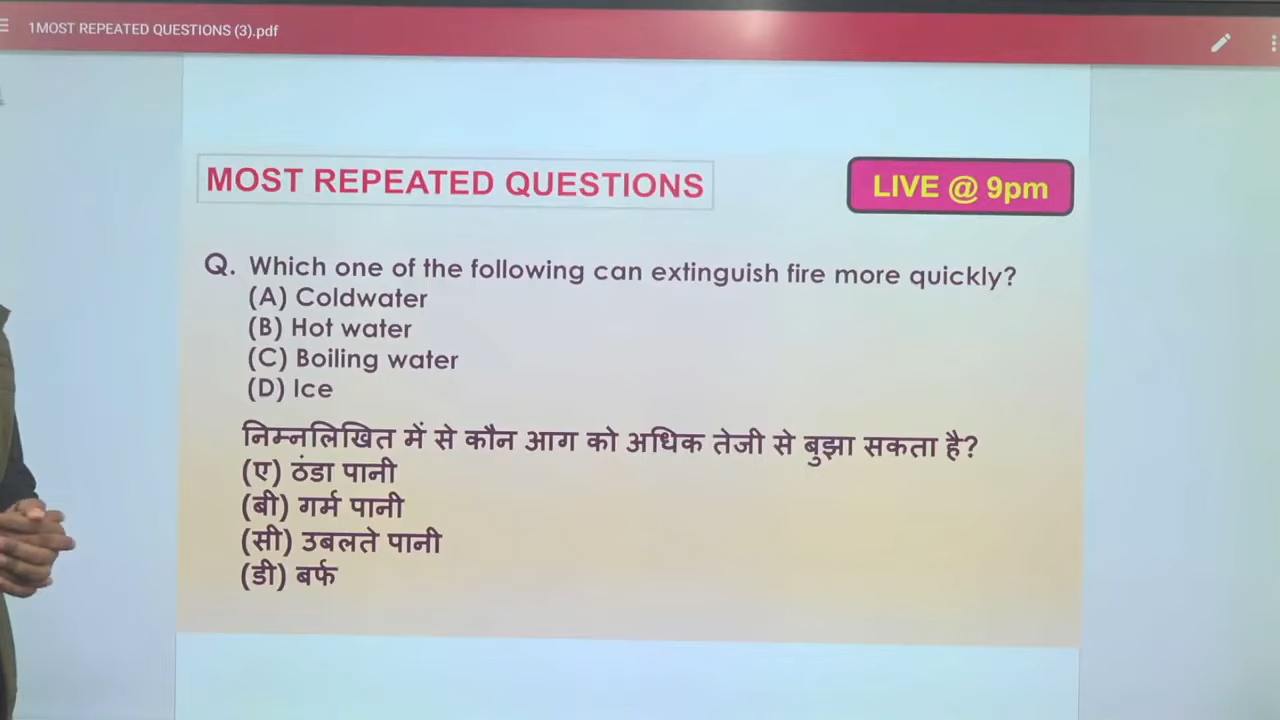 1MOST REPEATED QUESTIONS (3).pdf
MOST REPEATED QUESTIONS
LIVE @ 9pm
Q. Which one of the following can extinguish fire more quickly?
(A) Coldwater
(B) Hot water
(C) Boiling water
(D) Ice
निम्नलिखित में से कौन आग को अधिक तेजी से बुझा सकता है?
(ए) ठंडा पानी
(बी) गर्म पानी
(सी) उबलते पानी
(डी) बर्फ